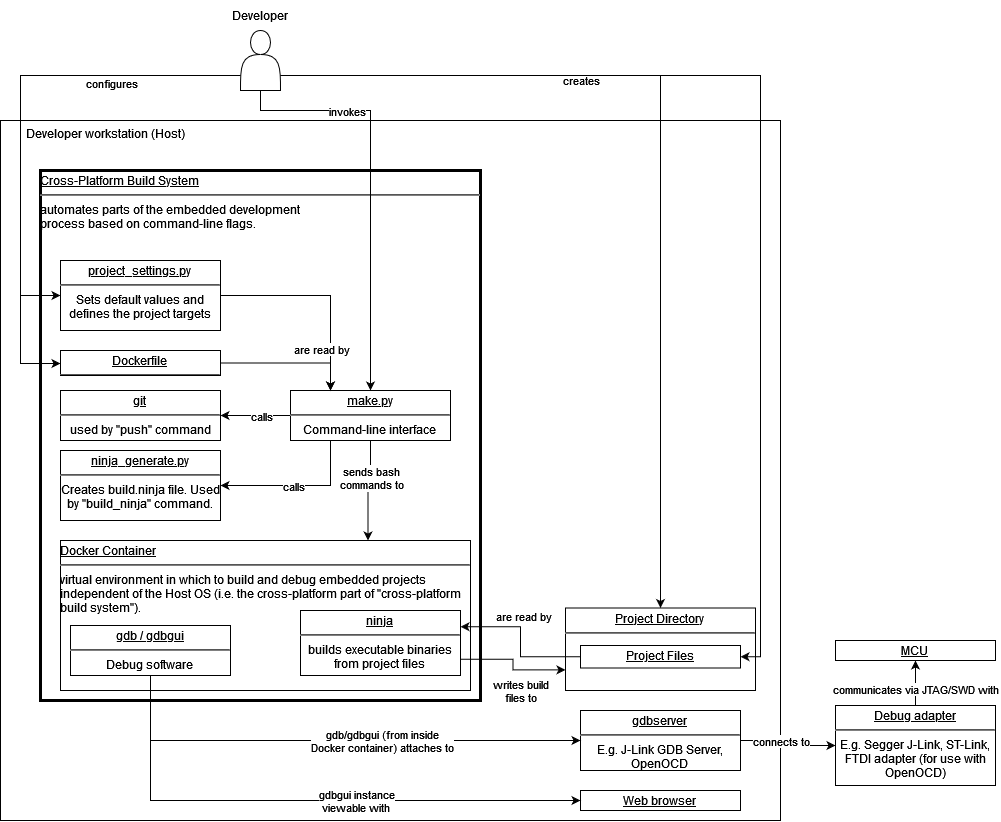 Developer
configures
creates
invokes
Developer workstation (Host)
Cross-Platform Build System
automates parts of the embedded development
process based on command-line flags.
project_settings.py
Sets default values and
defines the project targets
are read by
Dockerfile
git
used by "push" command
calls
make.py
Command-line interface
ninja_generate.py
Creates build.ninja file. Used
by "build_ninja" command.
calls
sends bash
commands to
Docker Container
virtual environment in which to build and debug embedded projects
independent of the Host OS (i.e. the cross-platform part of "cross-platform
build system").
gdb / gdbgui
Debug software
ninja
builds executable binaries
from project files
are read by
writes build
files to
Project Directory
Project Files
MCU
communicates via JTAG/SWD with
Debug adapter
E.g. Segger J-Link, ST-Link,
FTDI adapter (for use with
OpenOCD)
gdb/gdbgui (from inside
Docker container) attaches to
gdbserver
E.g. J-Link GDB Server,
OpenOCD
connects to
gdbgui instance
viewable with
Web browser